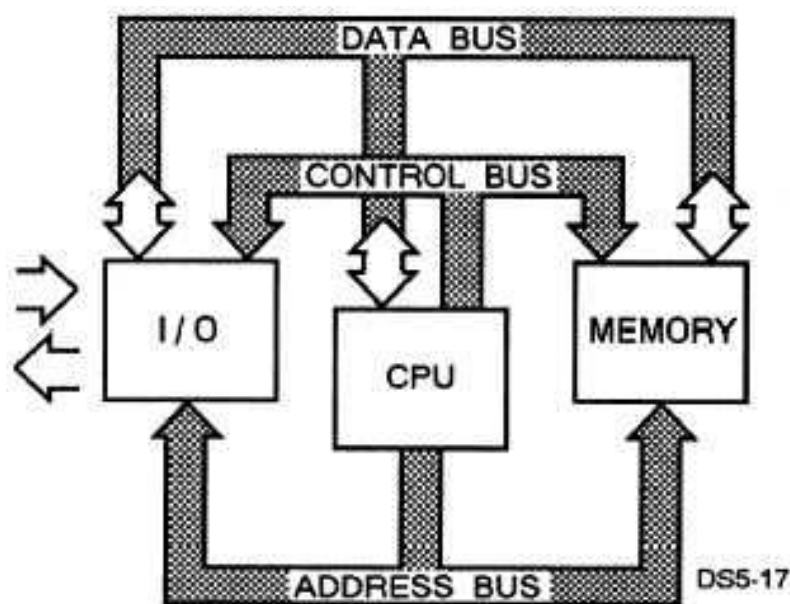 DATA BUS
CONTROL BUS
I / O
CPU
MEMORY
ADDRESS BUS
DS5-17